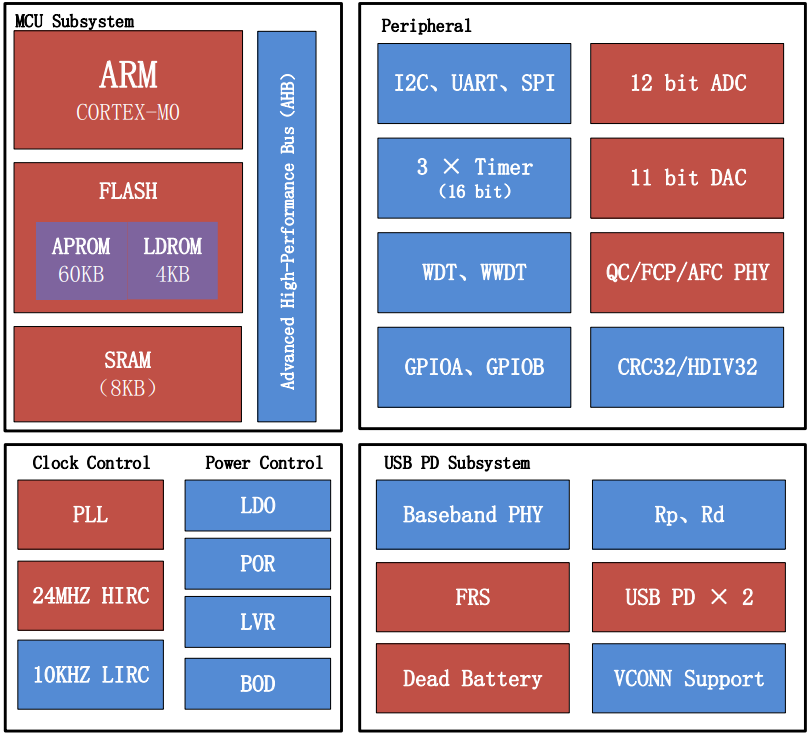 MCU Subsystem
ARM
CORTEX-M0
FLASH
APROM LDROM
60KB 4KB
SRAM
(8KB)
Advanced High-Performance Bus (AHB)
Peripheral
I2C、UART、SPI
12 bit ADC
3 × Timer
(16 bit)
11 bit DAC
WDT、WWDT
QC/FCP/AFC PHY
GPIOA、GPIOB
CRC32/HDIV32
Clock Control
PLL
24MHZ HIRC
10KHZ LIRC
Power Control
LDO
POR
LVR
BOD
USB PD Subsystem
Baseband PHY
Rp、Rd
FRS
USB PD × 2
Dead Battery
VCONN Support